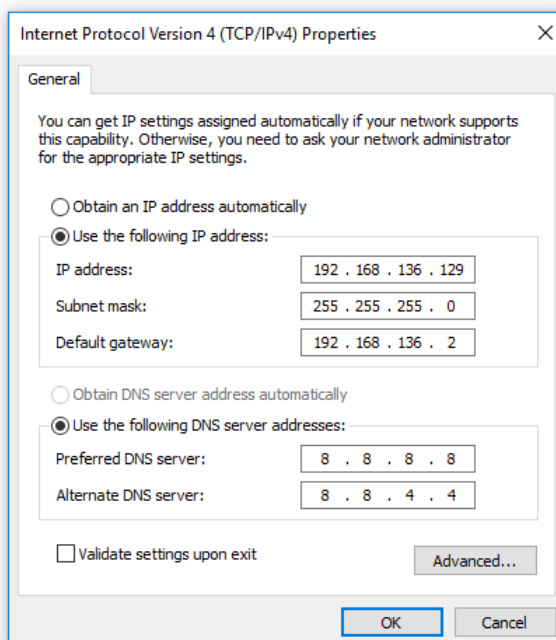 Internet Protocol Version 4 (TCP/IPv4) Properties
General
You can get IP settings assigned automatically if your network supports
this capability. Otherwise, you need to ask your network administrator
for the appropriate IP settings.
Obtain an IP address automatically
Use the following IP address:
IP address: 192 . 168 . 136 . 129
Subnet mask: 255 . 255 . 255 . 0
Default gateway: 192 . 168 . 136 . 2
Obtain DNS server address automatically
Use the following DNS server addresses:
Preferred DNS server: 8 . 8 . 8 . 8
Alternate DNS server: 8 . 8 . 4 . 4
Validate settings upon exit
Advanced...
OK Cancel